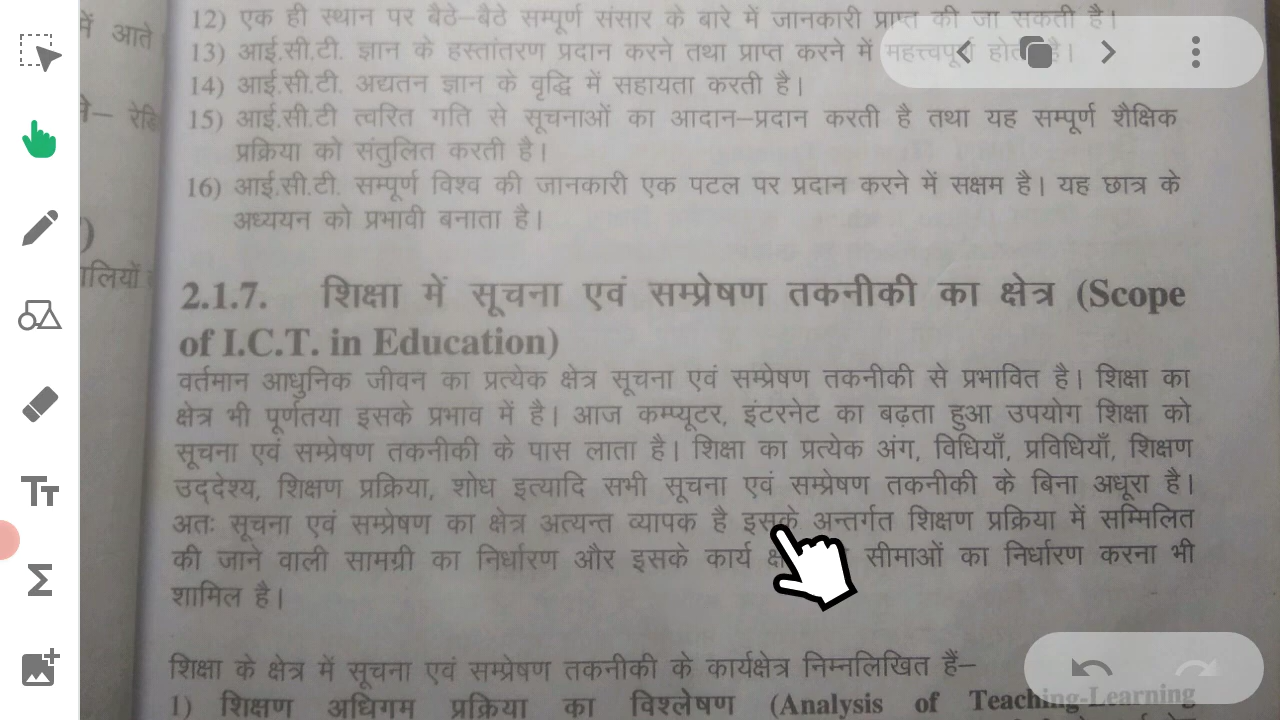 में आते
12) एक ही स्थान पर बैठे–बैठे सम्पूर्ण संसार के बारे में जानकारी प्राप्त की जा सकती है।
13) आई.सी.टी. ज्ञान के हस्तांतरण प्रदान करने तथा प्राप्त करने में महत्त्वपूर्ण होता है।
14) आई.सी.टी. अद्यतन ज्ञान के वृद्धि में सहायता करती है।
15) आई.सी.टी त्वरित गति से सूचनाओं का आदान–प्रदान करती है तथा यह सम्पूर्ण शैक्षिक
प्रक्रिया को संतुलित करती है।
16) आई.सी.टी. सम्पूर्ण विश्व की जानकारी एक पटल पर प्रदान करने में सक्षम है। यह छात्र के
अध्ययन को प्रभावी बनाता है।
2.1.7. शिक्षा में सूचना एवं सम्प्रेषण तकनीकी का क्षेत्र (Scope
of I.C.T. in Education)
वर्तमान आधुनिक जीवन का प्रत्येक क्षेत्र सूचना एवं सम्प्रेषण तकनीकी से प्रभावित है। शिक्षा का
क्षेत्र भी पूर्णतया इसके प्रभाव में है। आज कम्प्यूटर, इंटरनेट का बढ़ता हुआ उपयोग शिक्षा को
सूचना एवं सम्प्रेषण तकनीकी के पास लाता है। शिक्षा का प्रत्येक अंग, विधियाँ, प्रविधियाँ, शिक्षण
उद्देश्य, शिक्षण प्रक्रिया, शोध इत्यादि सभी सूचना एवं सम्प्रेषण तकनीकी के बिना अधूरा है।
अतः सूचना एवं सम्प्रेषण का क्षेत्र अत्यन्त व्यापक है इसके अन्तर्गत शिक्षण प्रक्रिया में सम्मिलित
की जाने वाली सामग्री का निर्धारण और इसके कार्य सीमाओं का निर्धारण करना भी
शामिल है।
शिक्षा के क्षेत्र में सूचना एवं सम्प्रेषण तकनीकी के कार्यक्षेत्र निम्नलिखित हैं–
1) शिक्षण अधिगम प्रक्रिया का विश्लेषण (Analysis of Teaching-Learning